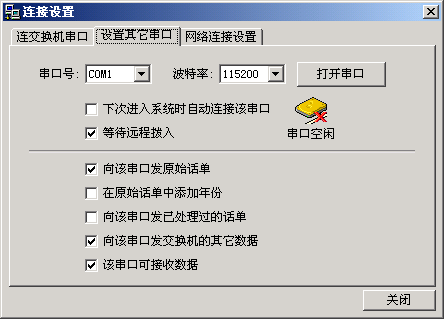 连接设置
连交换机串口 设置其它串口 网络连接设置
串口号: COM1 波特率: 115200 打开串口
下次进入系统时自动连接该串口
等待远程拨入
串口空闲
向该串口发原始话单
在原始话单中添加年份
向该串口发已处理过的话单
向该串口发交换机的其它数据
该串口可接收数据
关闭